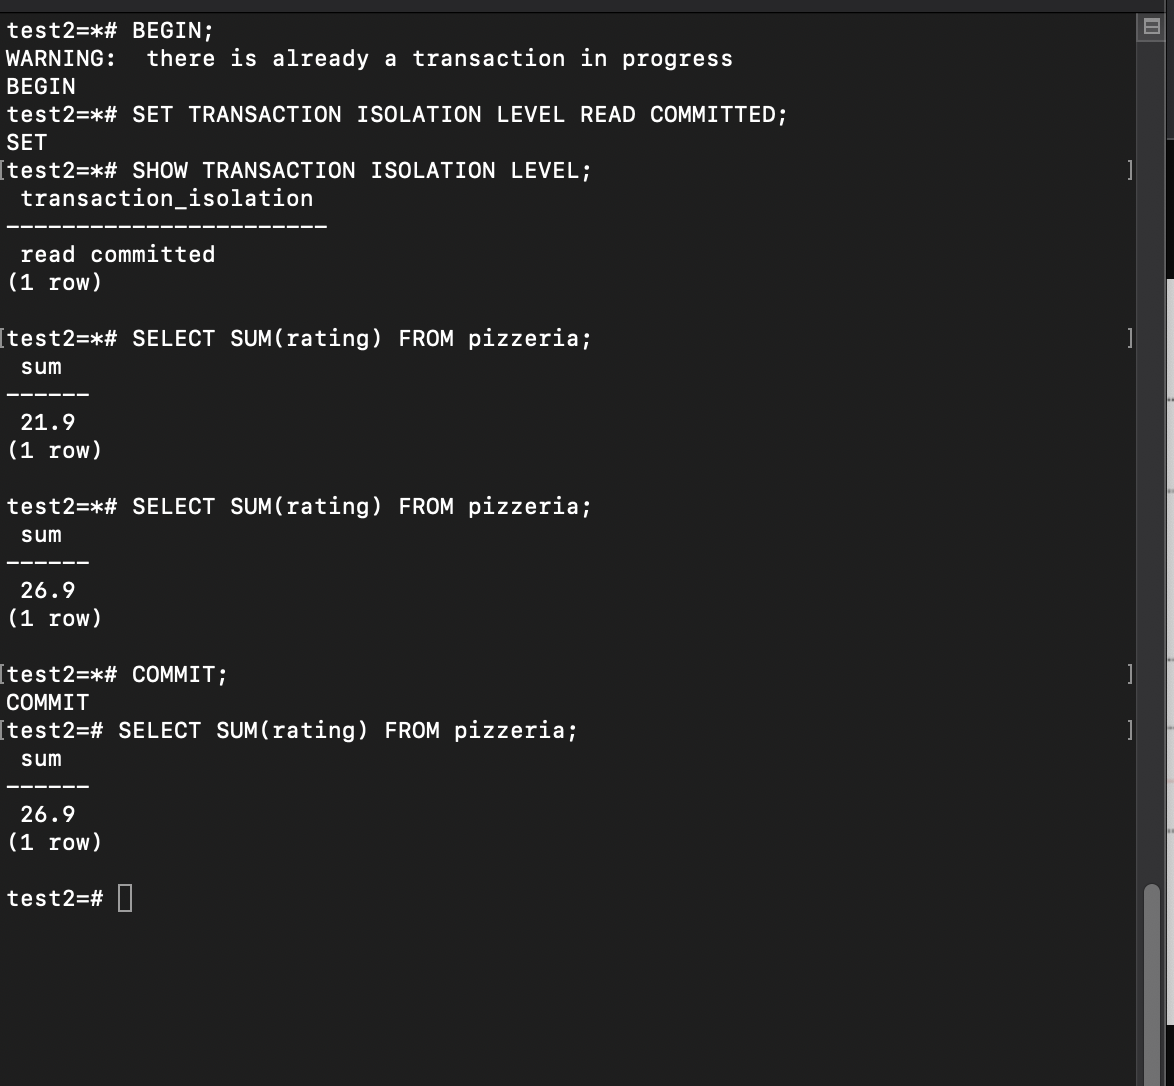 test2=*# BEGIN;
WARNING:  there is already a transaction in progress
BEGIN
test2=*# SET TRANSACTION ISOLATION LEVEL READ COMMITTED;
SET
[test2=*# SHOW TRANSACTION ISOLATION LEVEL; ]
 transaction_isolation
-----------------------
 read committed
(1 row)

[test2=*# SELECT SUM(rating) FROM pizzeria; ]
 sum
------
 21.9
(1 row)

test2=*# SELECT SUM(rating) FROM pizzeria;
 sum
------
 26.9
(1 row)

[test2=*# COMMIT; ]
COMMIT
[test2=# SELECT SUM(rating) FROM pizzeria; ]
 sum
------
 26.9
(1 row)

test2=#